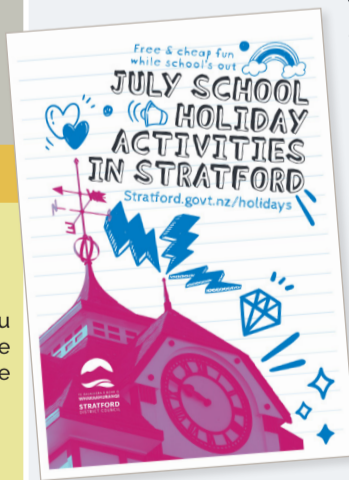 Free & cheap fun
while school's out
JULY SCHOOL
HOLIDAY
ACTIVITIES
IN STRATFORD
Stratford.govt.nz/holidays
E
STRATFORD
DISTRICT COUNCIL
u
e
e